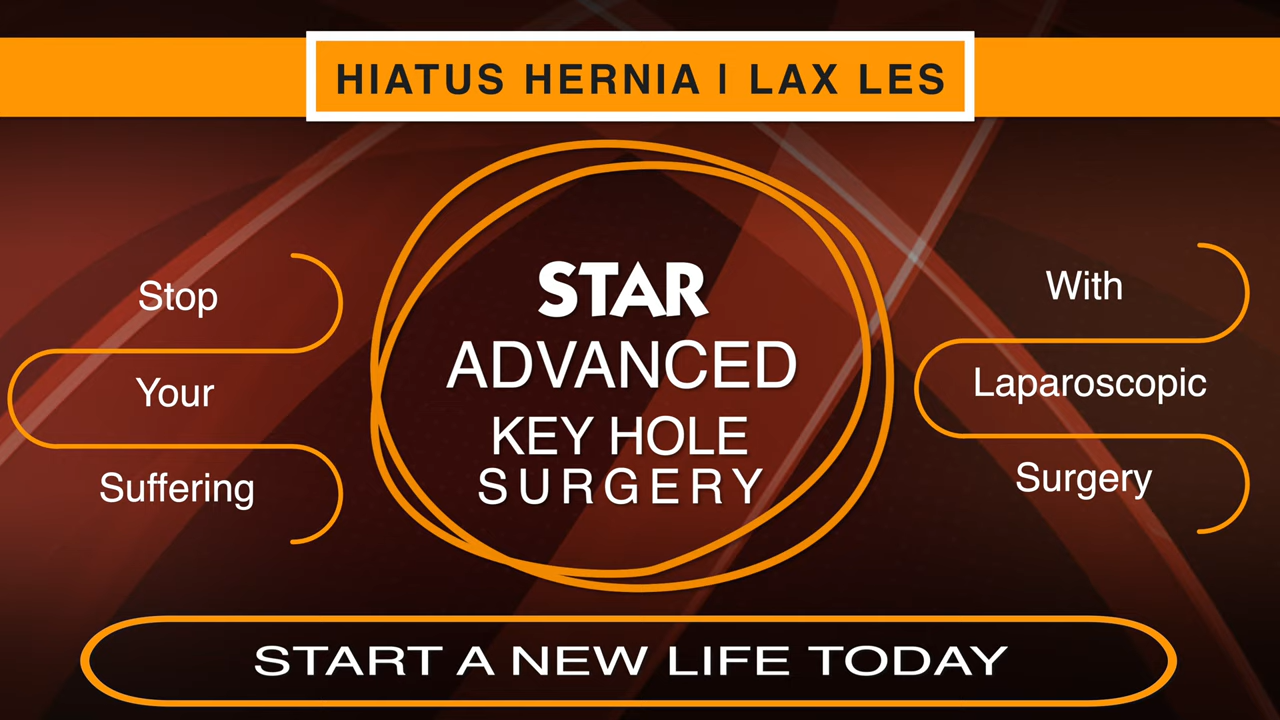 HIATUS HERNIA | LAX LES
Stop
Your
Suffering
STAR
ADVANCED
KEY HOLE
SURGERY
With
Laparoscopic
Surgery
START A NEW LIFE TODAY